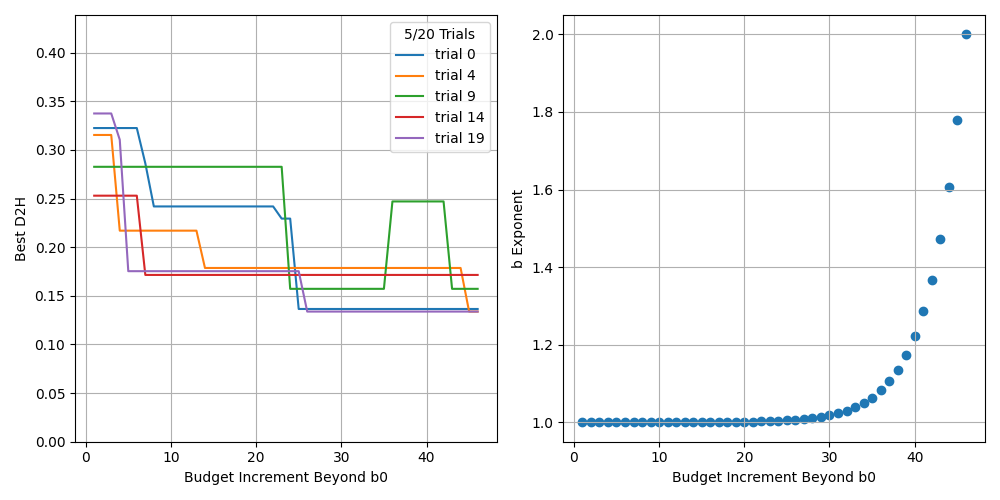 0.40
0.35
0.30
0.25
0.20
0.15
0.10
0.05
0.00
Best D2H
0 10 20 30 40
Budget Increment Beyond b0
5/20 Trials
trial 0
trial 4
trial 9
trial 14
trial 19
2.0
1.8
1.6
1.4
1.2
1.0
b Exponent
0 10 20 30 40
Budget Increment Beyond b0